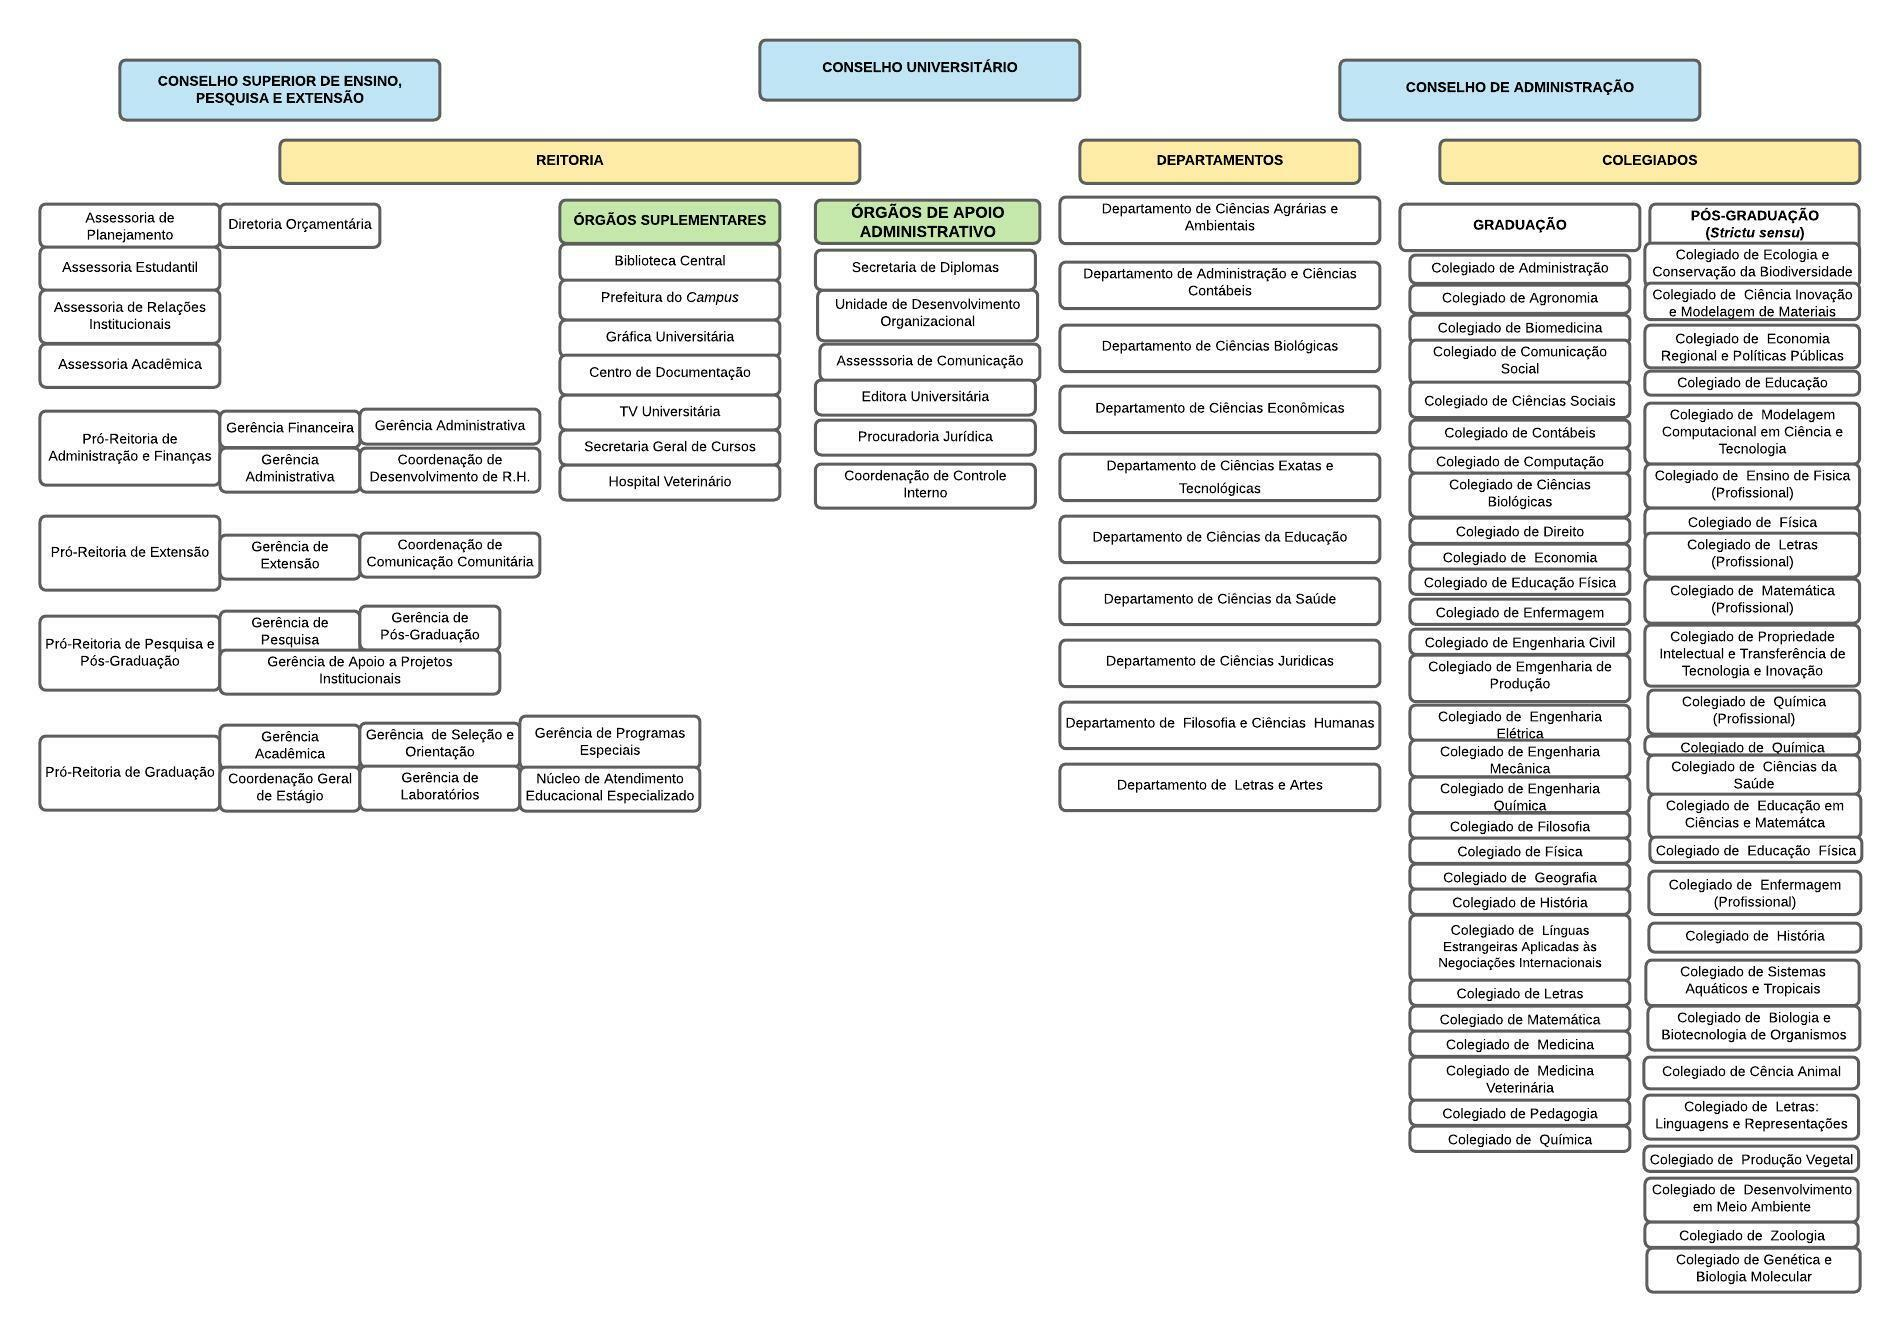 CONSELHO SUPERIOR DE ENSINO,
PESQUISA E EXTENSÃO
CONSELHO UNIVERSITÁRIO
CONSELHO DE ADMINISTRAÇÃO
REITORIA
Assessoria de
Planejamento
Diretoria Orçamentária
Assessoria Estudantil
Assessoria de Relações
Institucionais
Assessoria Acadêmica
Pró-Reitoria de
Administração e Finanças
Gerência Financeira
Gerência Administrativa
Gerência
Administrativa
Coordenação de
Desenvolvimento de R.H.
Pró-Reitoria de Extensão
Gerência de
Extensão
Coordenação de
Comunicação Comunitária
Pró-Reitoria de Pesquisa e
Pós-Graduação
Gerência de
Pesquisa
Gerência de
Pós-Graduação
Gerência de Apoio a Projetos
Institucionais
Pró-Reitoria de Graduação
Gerência
Acadêmica
Gerência de Seleção e
Orientação
Gerência de Programas
Especiais
Coordenação Geral
de Estágio
Gerência de
Laboratórios
Núcleo de Atendimento
Educacional Especializado
ÓRGÃOS SUPLEMENTARES
Biblioteca Central
Prefeitura do Campus
Gráfica Universitária
Centro de Documentação
TV Universitária
Secretaria Geral de Cursos
Hospital Veterinário
ÓRGÃOS DE APOIO
ADMINISTRATIVO
Secretaria de Diplomas
Unidade de Desenvolvimento
Organizacional
Assesssoria de Comunicação
Editora Universitária
Procuradoria Jurídica
Coordenação de Controle
Interno
DEPARTAMENTOS
Departamento de Ciências Agrárias e
Ambientais
Departamento de Administração e Ciências
Contábeis
Departamento de Ciências Biológicas
Departamento de Ciências Econômicas
Departamento de Ciências Exatas e
Tecnológicas
Departamento de Ciências da Educação
Departamento de Ciências da Saúde
Departamento de Ciências Juridicas
Departamento de Filosofia e Ciências Humanas
Departamento de Letras e Artes
COLEGIADOS
GRADUAÇÃO
Colegiado de Administração
Colegiado de Agronomia
Colegiado de Biomedicina
Colegiado de Comunicação
Social
Colegiado de Ciências Sociais
Colegiado de Contábeis
Colegiado de Computação
Colegiado de Ciências
Biológicas
Colegiado de Direito
Colegiado de Economia
Colegiado de Educação Física
Colegiado de Enfermagem
Colegiado de Engenharia Civil
Colegiado de Emgenharia de
Produção
Colegiado de Engenharia
Elétrica
Colegiado de Engenharia
Mecânica
Colegiado de Engenharia
Química
Colegiado de Filosofia
Colegiado de Física
Colegiado de Geografia
Colegiado de História
Colegiado de Línguas
Estrangeiras Aplicadas às
Negociações Internacionais
Colegiado de Letras
Colegiado de Matemática
Colegiado de Medicina
Colegiado de Medicina
Veterinária
Colegiado de Pedagogia
Colegiado de Química
PÓS-GRADUAÇÃO
(Strictu sensu)
Colegiado de Ecologia e
Conservação da Biodiversidade
Colegiado de Ciência Inovação
e Modelagem de Materiais
Colegiado de Economia
Regional e Políticas Públicas
Colegiado de Educação
Colegiado de Modelagem
Computacional em Ciência e
Tecnologia
Colegiado de Ensino de Fisica
(Profissional)
Colegiado de Física
Colegiado de Letras
(Profissional)
Colegiado de Matemática
(Profissional)
Colegiado de Propriedade
Intelectual e Transferência de
Tecnologia e Inovação
Colegiado de Química
(Profissional)
Colegiado de Química
Colegiado de Ciências da
Saúde
Colegiado de Educação em
Ciências e Matemátca
Colegiado de Educação Física
Colegiado de Enfermagem
(Profissional)
Colegiado de História
Colegiado de Sistemas
Aquáticos e Tropicais
Colegiado de Biologia e
Biotecnologia de Organismos
Colegiado de Cência Animal
Colegiado de Letras:
Linguagens e Representações
Colegiado de Produção Vegetal
Colegiado de Desenvolvimento
em Meio Ambiente
Colegiado de Zoologia
Colegiado de Genética e
Biologia Molecular